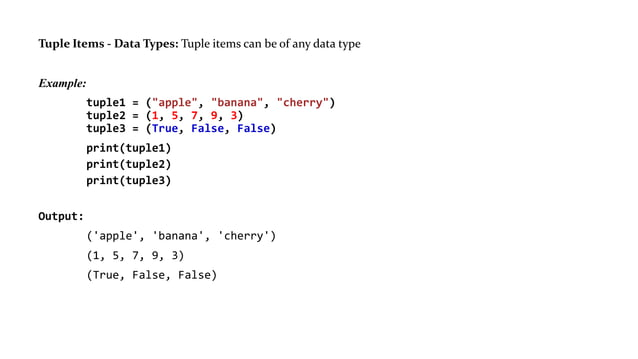 Tuple Items - Data Types: Tuple items can be of any data type
Example:
tuple1 = ("apple", "banana", "cherry")
tuple2 = (1, 5, 7, 9, 3)
tuple3 = (True, False, False)
print(tuple1)
print(tuple2)
print(tuple3)
Output:
('apple', 'banana', 'cherry')
(1, 5, 7, 9, 3)
(True, False, False)